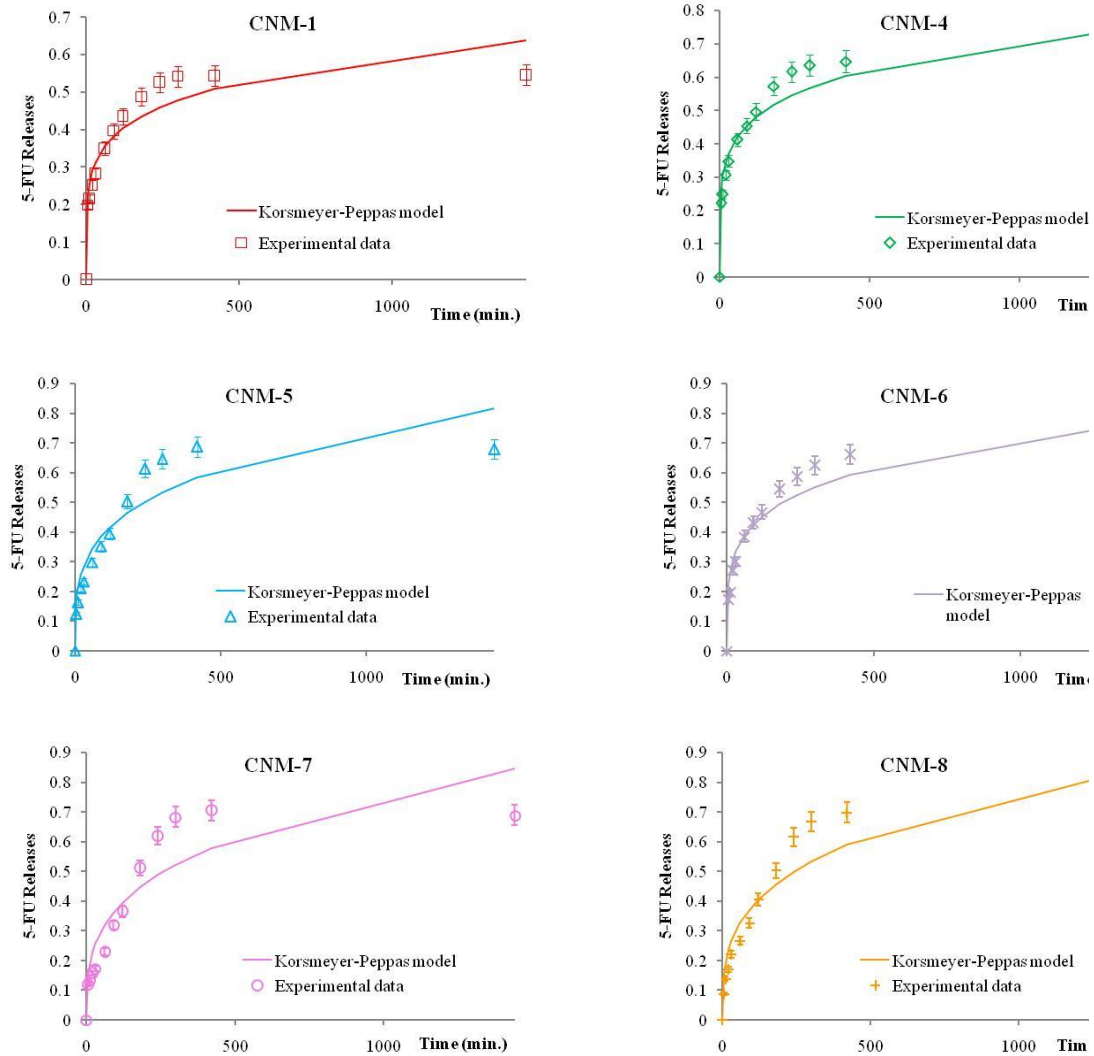 CNM-1
0.7
0.6
0.5
0.4
0.3
0.2
0.1
0
5-FU Releases
Korsmeyer-Peppas model
Experimental data
0 500 1000
Time (min.)
CNM-4
0.8
0.7
0.6
0.5
0.4
0.3
0.2
0.1
0
5-FU Releases
Korsmeyer-Peppas model
Experimental data
0 500 1000
Tim
CNM-5
0.9
0.8
0.7
0.6
0.5
0.4
0.3
0.2
0.1
0
5-FU Releases
Korsmeyer-Peppas model
Experimental data
0 500 1000
Time (min.)
CNM-6
0.9
0.8
0.7
0.6
0.5
0.4
0.3
0.2
0.1
0
5-FU Releases
Korsmeyer-Peppas
model
0 500 1000
Time
CNM-7
0.9
0.8
0.7
0.6
0.5
0.4
0.3
0.2
0.1
0
5-FU Releases
Korsmeyer-Peppas model
Experimental data
0 500 1000
Time (min.)
CNM-8
0.9
0.8
0.7
0.6
0.5
0.4
0.3
0.2
0.1
0
5-FU Releases
Korsmeyer-Peppas model
Experimental data
0 500 1000
Tim